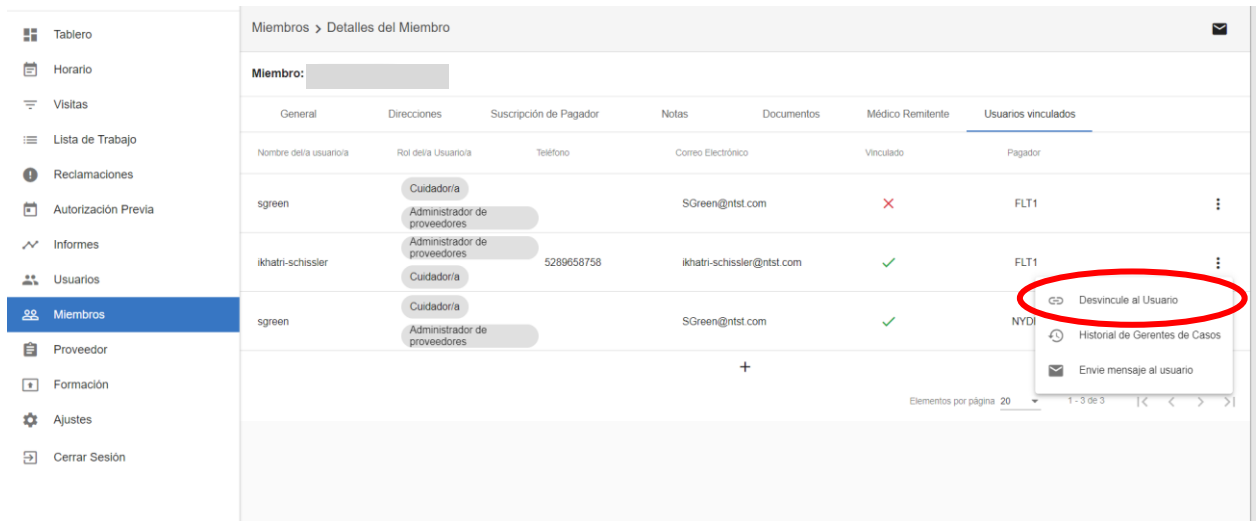 Tablero
Horario
Visitas
Lista de Trabajo
Reclamaciones
Autorización Previa
Informes
Usuarios
Miembros
Proveedor
Formación
Ajustes
Cerrar Sesión
Miembros > Detalles del Miembro
Miembro:
General Direcciones Suscripción de Pagador Notas Documentos Médico Remitente Usuarios vinculados
Nombre del/a usuario/a Rol del/a Usuario/a Teléfono Correo Electrónico Vinculado Pagador
Cuidador/a
sgreen SGreen@ntst.com FLT1
Administrador de
proveedores
Administrador de
proveedores
ikhatri-schissler 5289658758 ikhatri-schissler@ntst.com FLT1
Cuidador/a
Cuidador/a
sgreen SGreen@ntst.com
Administrador de
proveedores
Desvincule al Usuario
Historial de Gerentes de Casos
Envie mensaje al usuario
+
Elementos por página 20 1 - 3 de 3